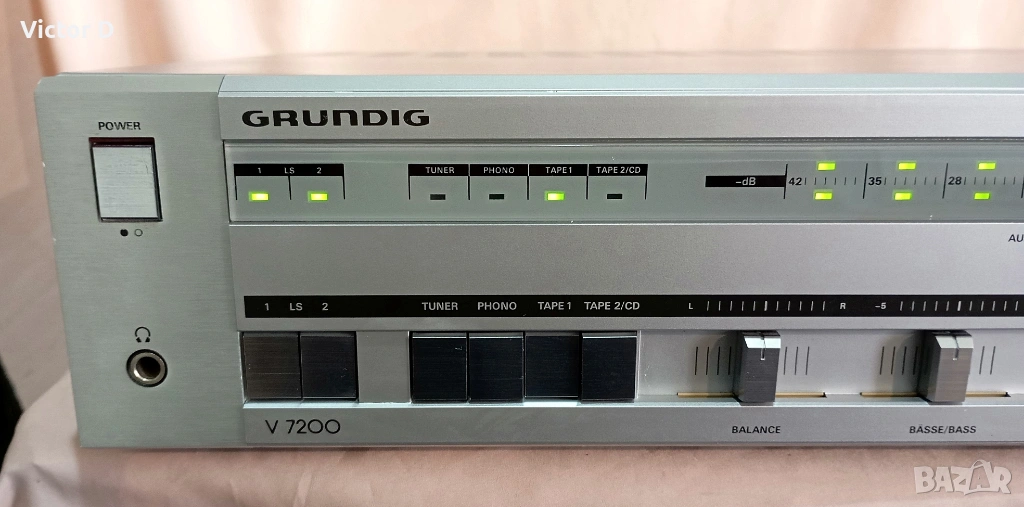 Victor D
POWER
GRUNDIG
1 LS 2
TUNER PHONO TAPE 1 TAPE 2/CD
-dB 42 35 28
AU
1 LS 2
TUNER PHONO TAPE 1 TAPE 2/CD
L R
-5
V 7200
BALANCE
BÄSSE/BASS
BAZAR